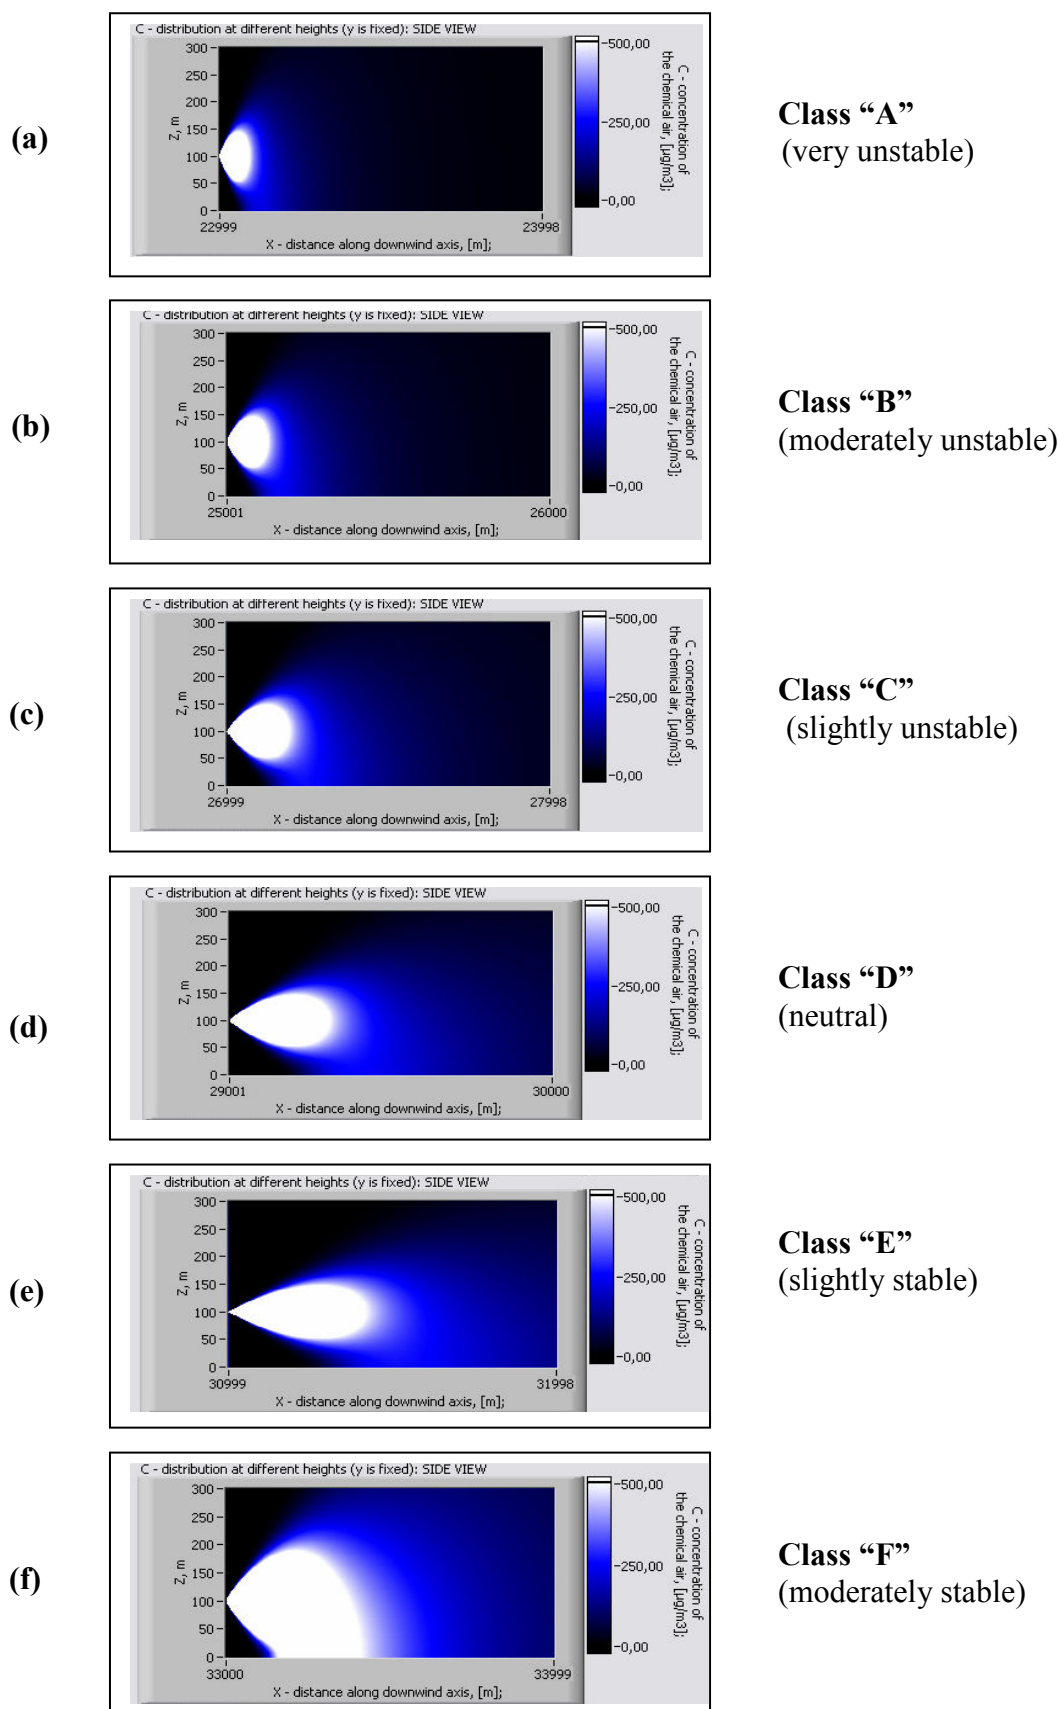 (a)
C - distribution at different heights (y is fixed): SIDE VIEW
Z, m
300
250
200
150
100
50
0
22999
23998
X - distance along downwind axis, [m];
500,00
250,00
0,00
C - concentration of
the chemical air, [µg/m3];
Class “A”
(very unstable)
(b)
C - distribution at different heights (y is fixed): SIDE VIEW
Z, m
300
250
200
150
100
50
0
25001
26000
X - distance along downwind axis, [m];
500,00
250,00
0,00
C - concentration of
the chemical air, [µg/m3];
Class “B”
(moderately unstable)
(c)
C - distribution at different heights (y is fixed): SIDE VIEW
Z, m
300
250
200
150
100
50
0
26999
27998
X - distance along downwind axis, [m];
500,00
250,00
0,00
C - concentration of
the chemical air, [µg/m3];
Class “C”
(slightly unstable)
(d)
C - distribution at different heights (y is fixed): SIDE VIEW
Z, m
300
250
200
150
100
50
0
29001
30000
X - distance along downwind axis, [m];
500,00
250,00
0,00
C - concentration of
the chemical air, [µg/m3];
Class “D”
(neutral)
(e)
C - distribution at different heights (y is fixed): SIDE VIEW
Z, m
300
250
200
150
100
50
0
30999
31998
X - distance along downwind axis, [m];
500,00
250,00
0,00
C - concentration of
the chemical air, [µg/m3];
Class “E”
(slightly stable)
(f)
C - distribution at different heights (y is fixed): SIDE VIEW
Z, m
300
250
200
150
100
50
0
33000
33999
X - distance along downwind axis, [m];
500,00
250,00
0,00
C - concentration of
the chemical air, [µg/m3];
Class “F”
(moderately stable)